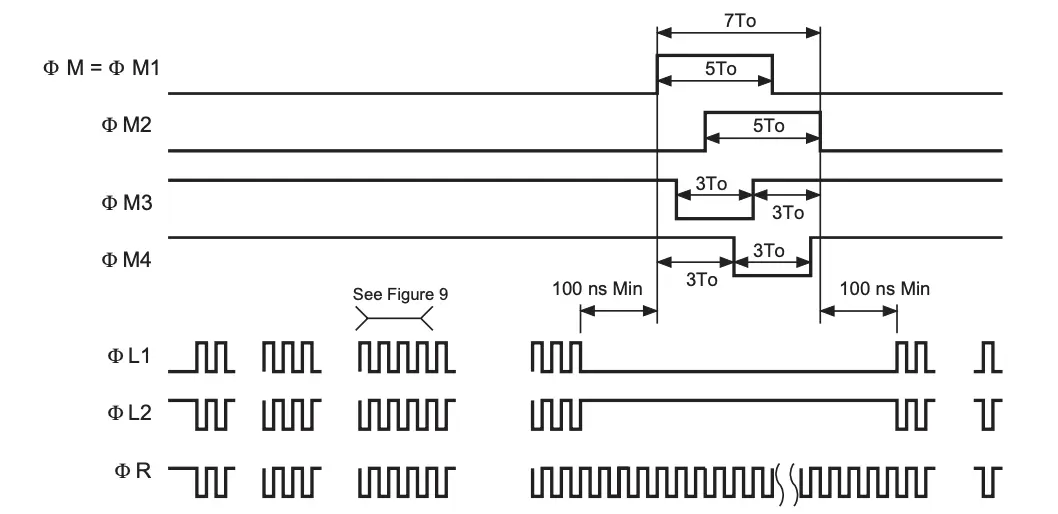 7To
Φ M = Φ M1
5To
Φ M2
5To
Φ M3
3To
3To
Φ M4
3To
3To
See Figure 9
100 ns Min
100 ns Min
Φ L1
Φ L2
Φ R